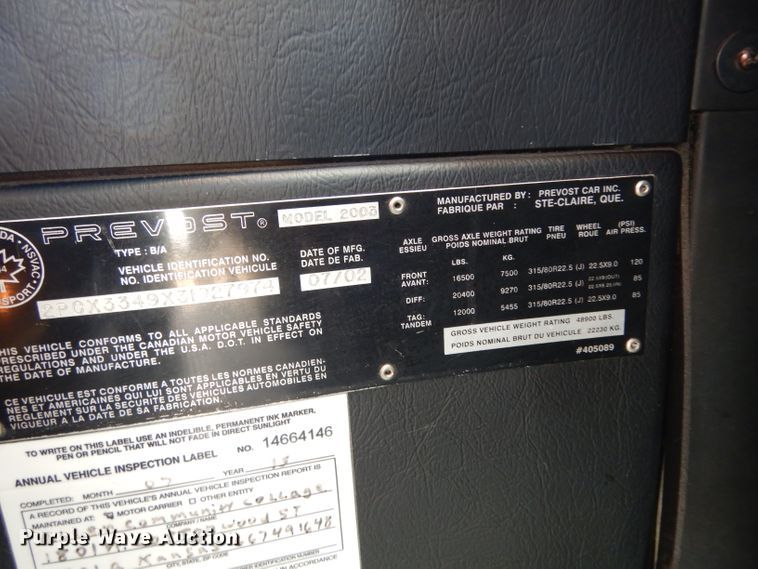 PREVOST® MODEL 2003
MANUFACTURED BY : PREVOST CAR INC.
FABRIQUE PAR : STE-CLAIRE, QUE.
TYPE : B/A
VEHICLE IDENTIFICATION NO. DATE OF MFG.
NO. IDENTIFICATION VEHICULE DATE DE FAB.
07/02
AXLE GROSS AXLE WEIGHT RATING TIRE WHEEL (PSI)
ESSIEU POIDS NOMINAL BRUT PNEU ROUE AIR PRESS.
LBS. KG.
FRONT
AVANT: 16500 7500 315/80R22.5 (J) 22.5X9.0 120
DIFF: 20400 9270 315/80R22.5 (J) 85
TAG:
TANDEM 12000 5455 315/80R22.5 (J) 22.5X9.0 85
GROSS VEHICLE WEIGHT RATING 48900 LBS.
POIDS NOMINAL BRUT DU VEHICULE 22230 KG.
#405089
THIS VEHICLE CONFORMS TO ALL APPLICABLE STANDARDS
PRESCRIBED UNDER THE CANADIAN MOTOR VEHICLE SAFETY
REGULATIONS AND UNDER THE U.S.A. D.O.T. IN EFFECT ON
THE DATE OF MANUFACTURE.
CE VEHICULE EST CONFORME A TOUTES LES NORMES CANADIEN-
NES ET AMERICAINES QUI LUI SONT APPLICABLES EN VERTU DU
REGLEMENT SUR LA SECURITE DES VEHICULES AUTOMOBILES EN
VIGUEUR A LA DATE DE SA FABRICATION.
TO WRITE ON THIS LABEL USE AN INDELIBLE, PERMANENT INK MARKER,
PEN OR PENCIL THAT WILL NOT FADE IN DIRECT SUNLIGHT
ANNUAL VEHICLE INSPECTION LABEL NO. 14664146
COMPLETED: MONTH 07 YEAR 15
A RECORD OF THIS VEHICLE'S ANNUAL VEHICLE INSPECTION REPORT IS
MAINTAINED AT: MOTOR CARRIER OTHER ENTITY
Community College
COMPANY NAME
Kansas 67491648
CITY, STATE, ZIP CODE
Purple Wave Auction